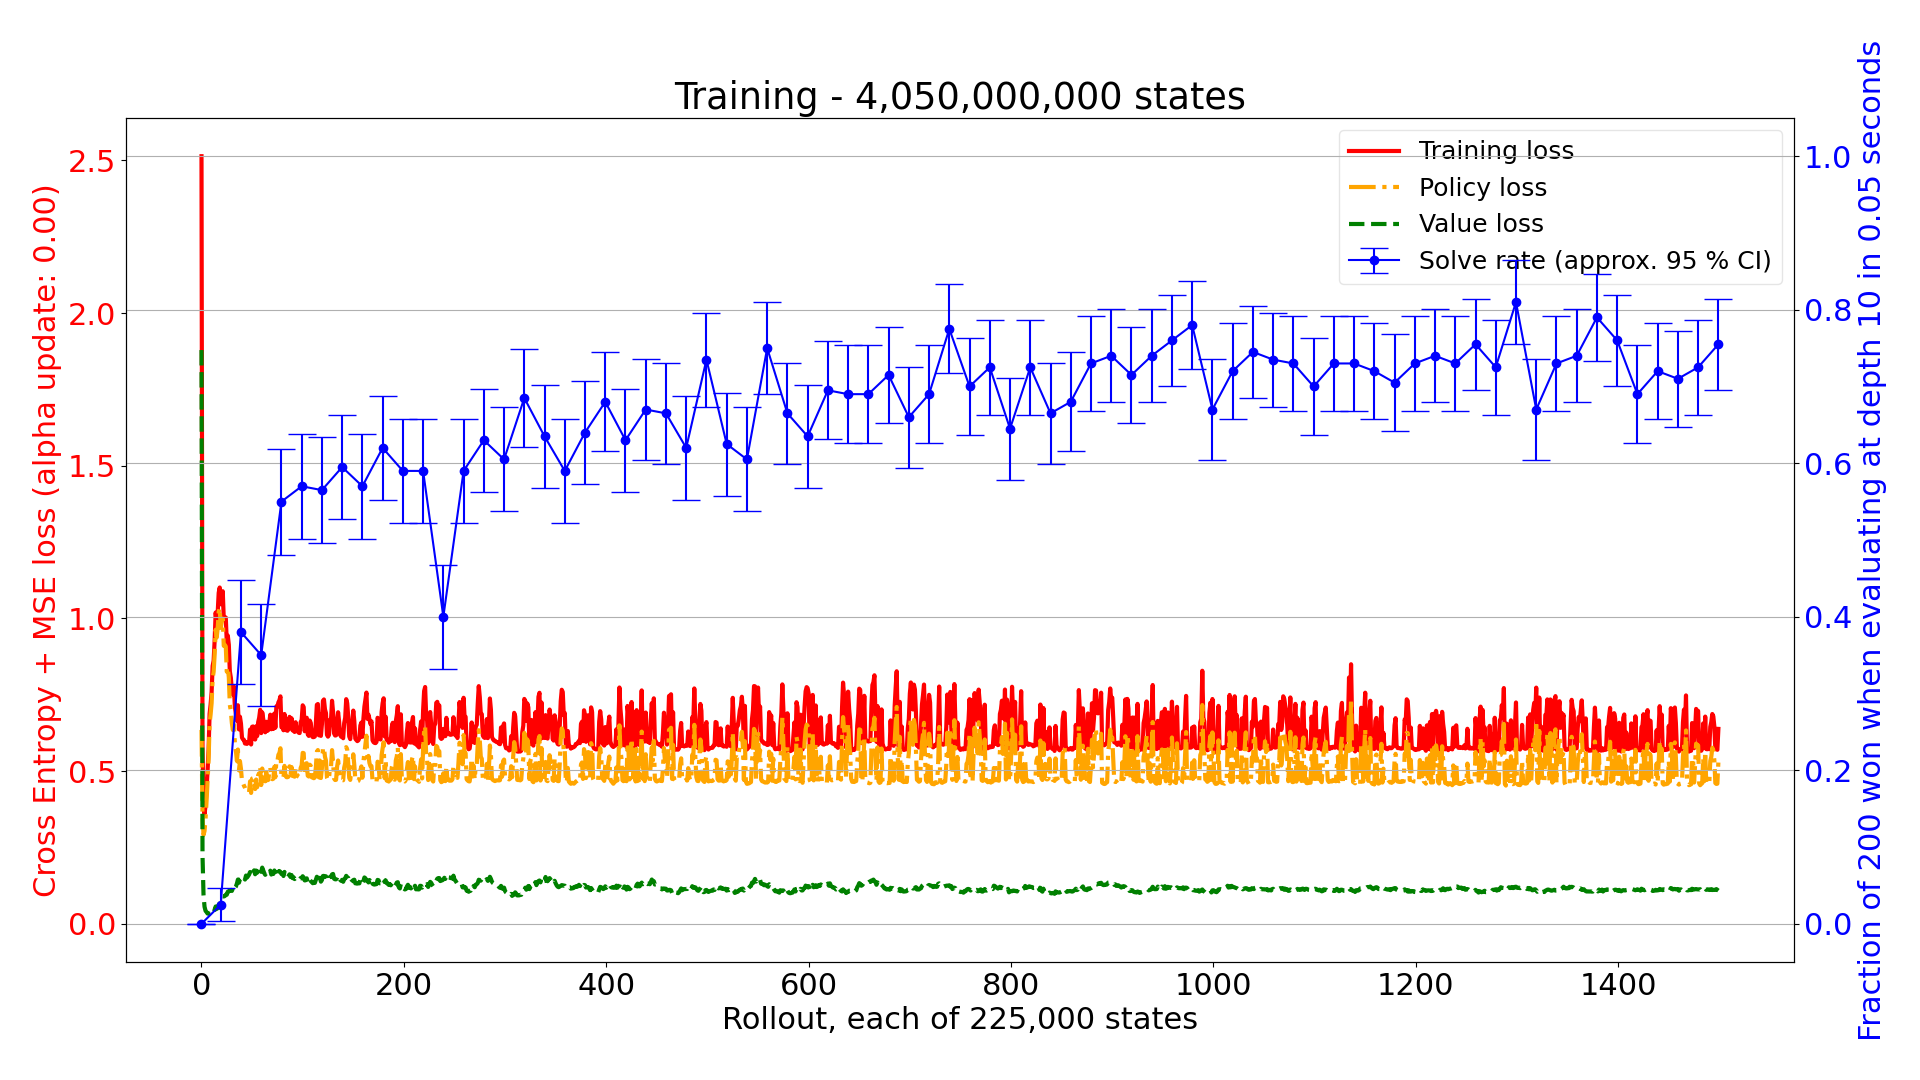 Training - 4,050,000,000 states
Cross Entropy + MSE loss (alpha update: 0.00)
2.5
2.0
1.5
1.0
0.5
0.0
Training loss
Policy loss
Value loss
Solve rate (approx. 95 % CI)
1.0
0.8
0.6
0.4
0.2
0.0
Fraction of 200 won when evaluating at depth 10 in 0.05 seconds
0 200 400 600 800 1000 1200 1400
Rollout, each of 225,000 states